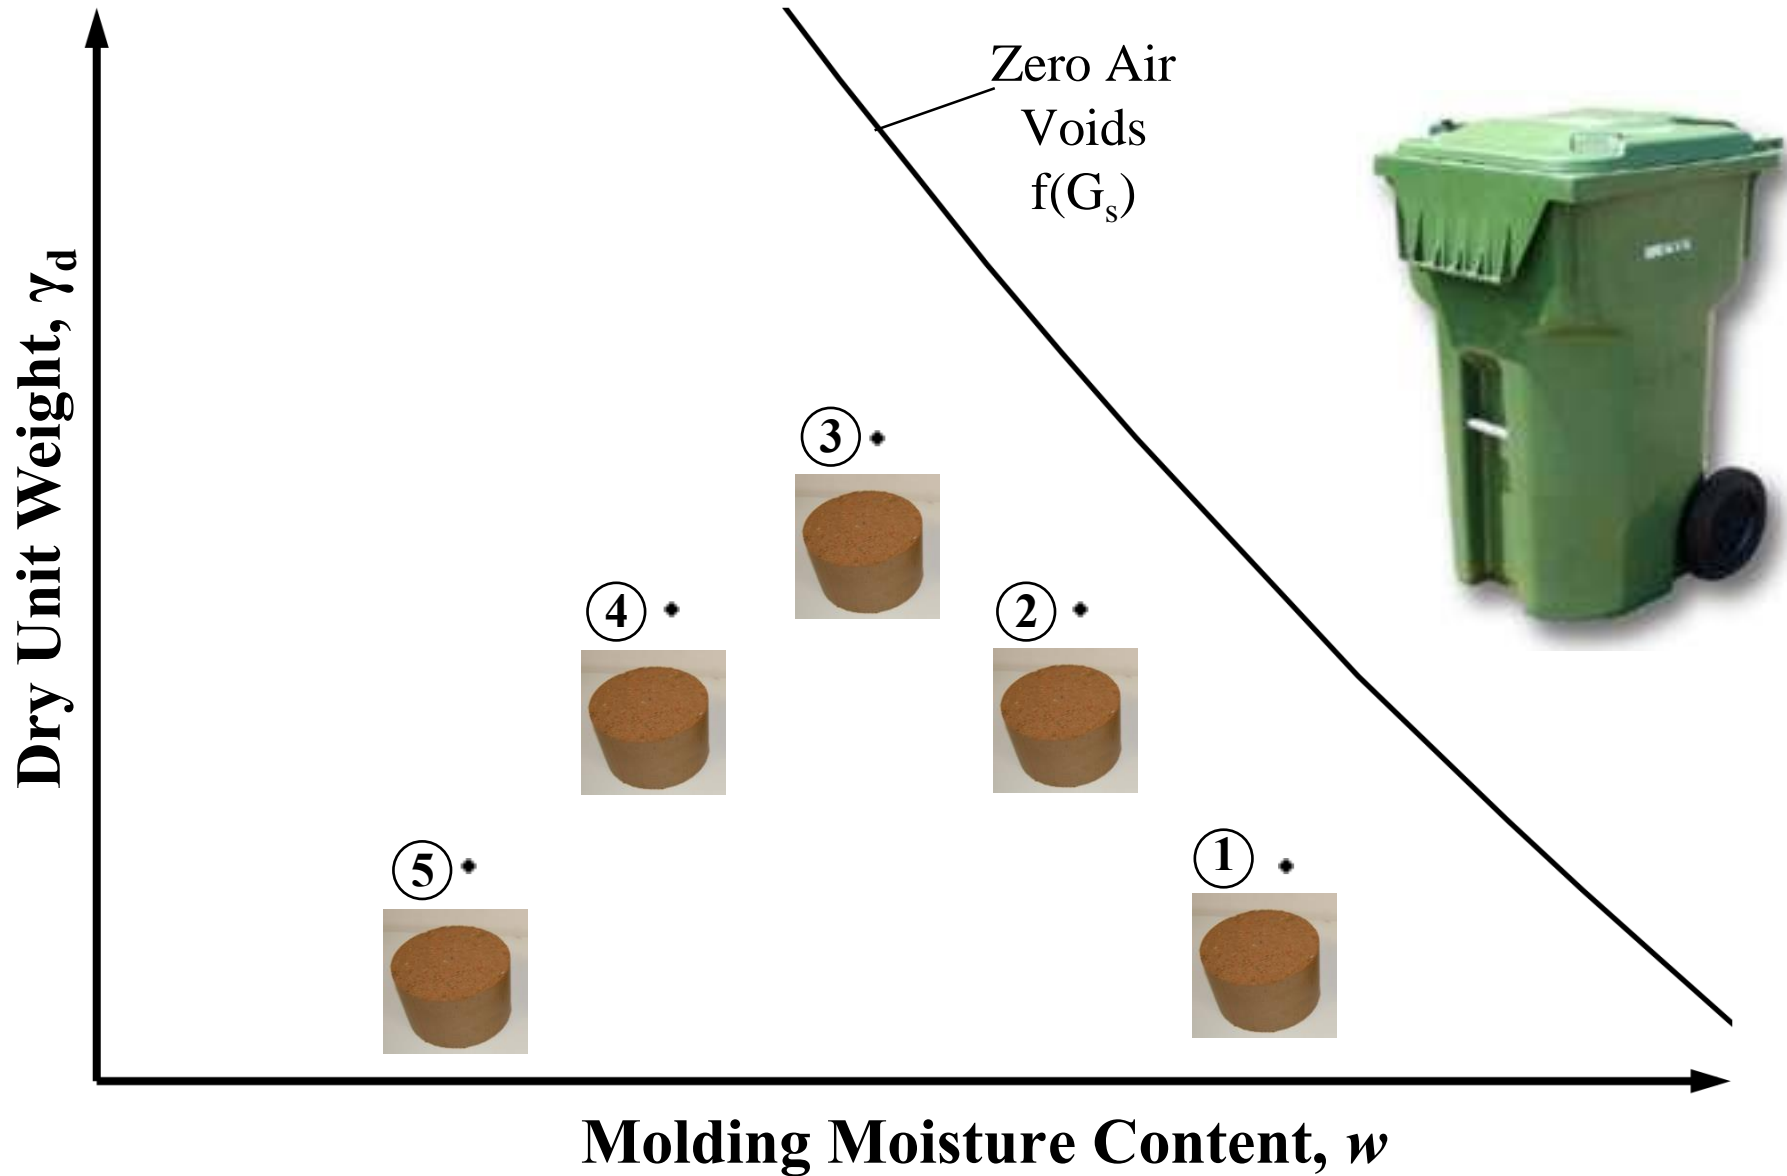 Zero Air
Voids
f(Gₛ)
Dry Unit Weight, γd
3
4
2
5
1
Molding Moisture Content, w